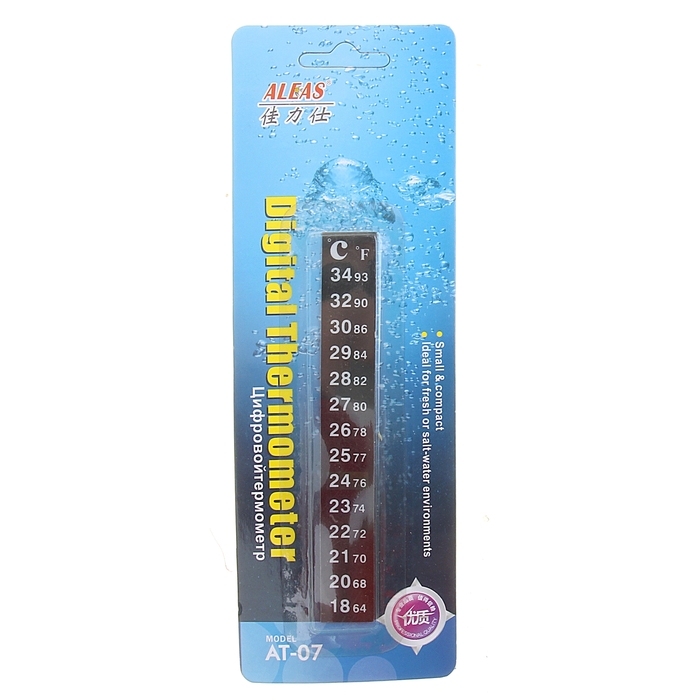 ALEAS
佳力仕
Digital Thermometer
Цифровойтермометр
°C °F
34 93
32 90
30 86
29 84
28 82
27 80
26 78
25 77
24 76
23 74
22 72
21 70
20 68
18 64
Small & compact
Ideal for fresh or salt-water environments
优质
PROFESSIONAL QUALITY
MODEL
AT-07